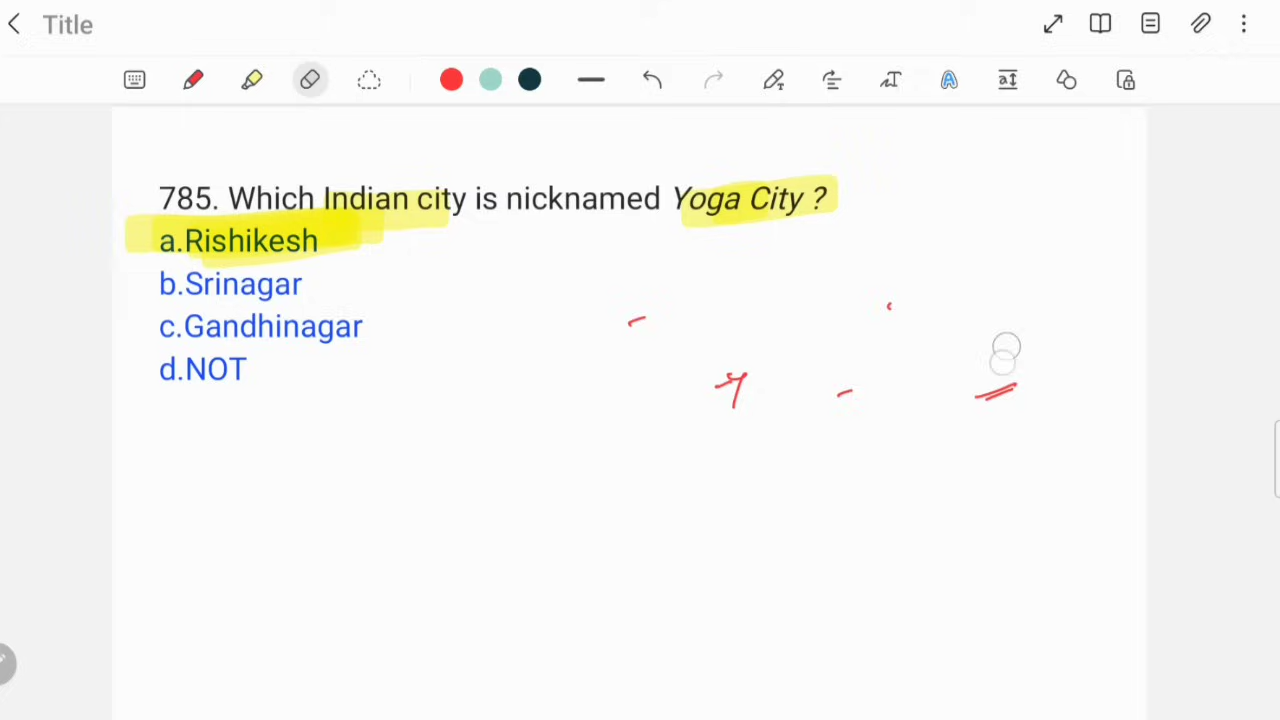 Title
785. Which Indian city is nicknamed Yoga City ?
a.Rishikesh
b.Srinagar
c.Gandhinagar
d.NOT